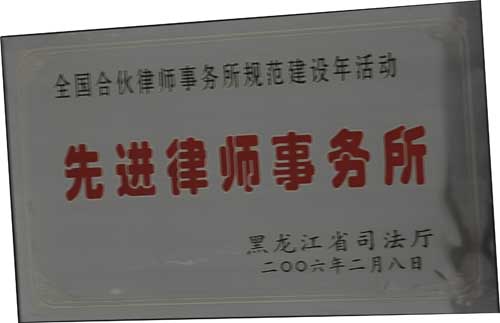 全国合伙律师事务所规范建设年活动
先进律师事务所
黑龙江省司法厅
二〇〇六年二月八日